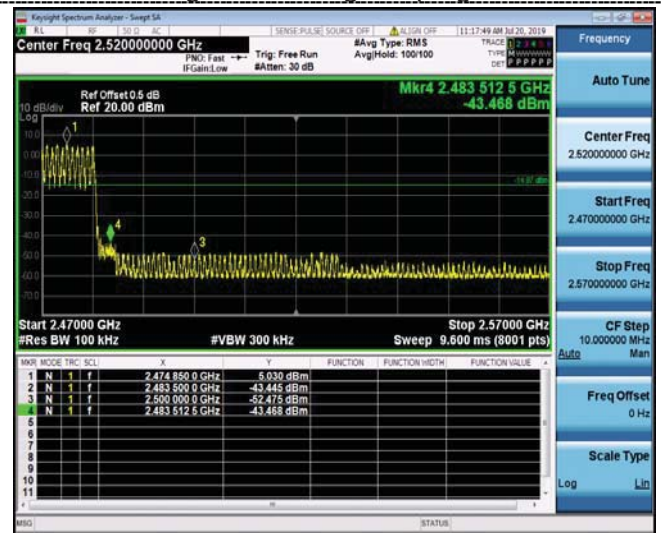 Keysight Spectrum Analyzer - Swept SA
RL RF 50 Ω AC SENSE:PULSE SOURCE OFF ALIGN OFF 11:17:49 AM Jul 20, 2019
Center Freq 2.520000000 GHz
PNO: Fast
IFGain:Low
Trig: Free Run
#Atten: 30 dB
#Avg Type: RMS
Avg|Hold: 100/100
TRACE 1 2 3 4 5 6
TYPE M
DET P P P P P P
Mkr4 2.483 512 5 GHz
-43.468 dBm
Ref Offset 0.5 dB
10 dB/div Ref 20.00 dBm
Log
10.0
0.00
-10.0
-20.0
-30.0
-40.0
-50.0
-60.0
-70.0
1
4
3
Start 2.47000 GHz
Stop 2.57000 GHz
#Res BW 100 kHz #VBW 300 kHz Sweep 9.600 ms (8001 pts)
MKR MODE TRC SCL X Y FUNCTION FUNCTION WIDTH FUNCTION VALUE
1 N 1 f 2.474 850 0 GHz 5.030 dBm
2 N 1 f 2.483 500 0 GHz -43.445 dBm
3 N 1 f 2.500 000 0 GHz -52.475 dBm
4 N 1 f 2.483 512 5 GHz -43.468 dBm
5
6
7
8
9
10
11
MSG STATUS
Frequency
Auto Tune
Center Freq
2.520000000 GHz
Start Freq
2.470000000 GHz
Stop Freq
2.570000000 GHz
CF Step
10.000000 MHz
Auto Man
Freq Offset
0 Hz
Scale Type
Log Lin